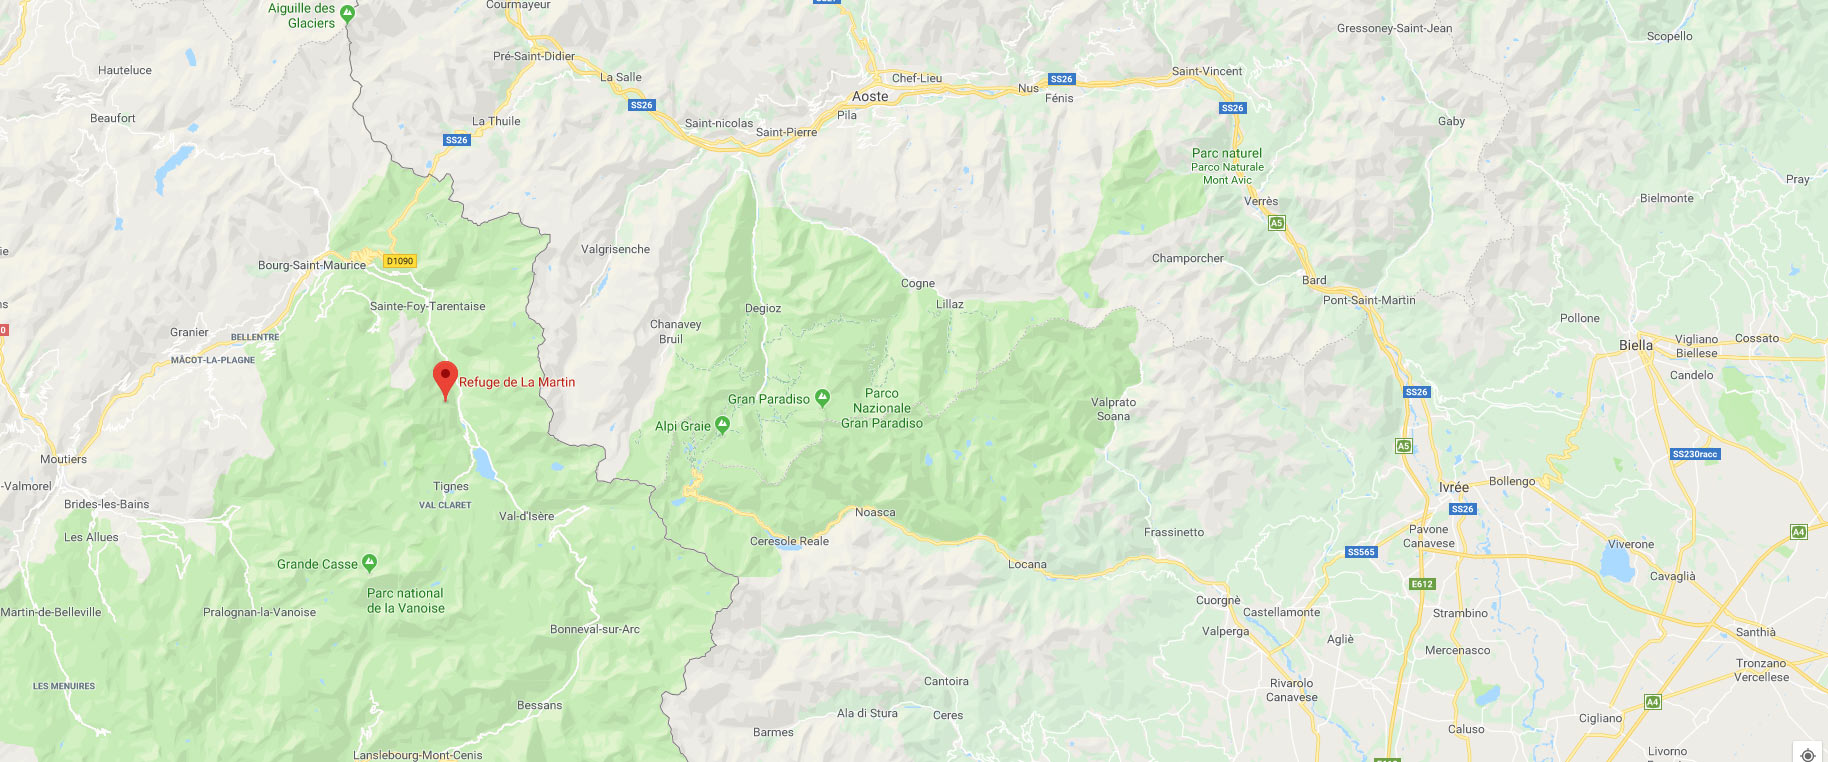 Courmayeur
Aiguille des
Glaciers
Gressoney-Saint-Jean
Scopello
Pré-Saint-Didier
Hauteluce
La Salle
Chef-Lieu
Saint-Vincent
SS26
Nus
Aoste
Fénis
SS26
SS26
Beaufort
La Thuile
Saint-nicolas
Pila
Gaby
Saint-Pierre
SS26
Parc naturel
Parco Naturale
Mont Avic
Pray
Bielmonte
Verrès
A5
Valgrisenche
Bourg-Saint-Maurice
D1090
Champorcher
Cogne
Bard
Pont-Saint-Martin
Sainte-Foy-Tarentaise
Degioz
Lillaz
Pollone
Granier
BELLENTRE
Chanavey
Bruil
Biella
Vigliano
Biellese
Cossato
MÂCOT-LA-PLAGNE
Candelo
Refuge de La Martin
Gran Paradiso
Parco
Nazionale
Gran Paradiso
SS26
Valprato
Soana
Alpi Graie
A5
SS230racc
Moutiers
-Valmorel
Tignes
Ivrée
Bollengo
VAL CLARET
Brides-les-Bains
Val-d'Isère
Noasca
SS26
Les Allues
Ceresole Reale
Frassinetto
Pavone
Canavese
A4
Viverone
SS565
Grande Casse
Locana
Cavaglià
E612
Parc national
de la Vanoise
Cuorgnè
Castellamonte
Strambino
Martin-de-Belleville
Pralognan-la-Vanoise
Bonneval-sur-Arc
Valperga
Agliè
Santhià
Mercenasco
Tronzano
Vercellese
LES MENUIRES
Cantoira
Rivarolo
Canavese
A4
Bessans
Ala di Stura
Ceres
Cigliano
Barmes
Caluso
Lanslebourg-Mont-Cenis
Livorno